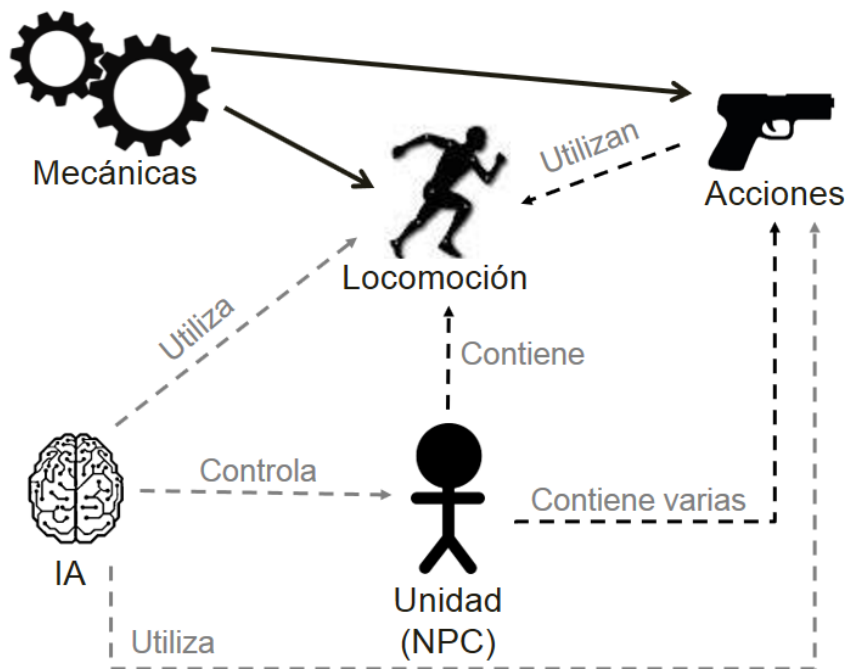 Mecánicas
Utilizan
Acciones
Locomoción
Utiliza
Contiene
Controla
Contiene varias
IA
Unidad
(NPC)
Utiliza